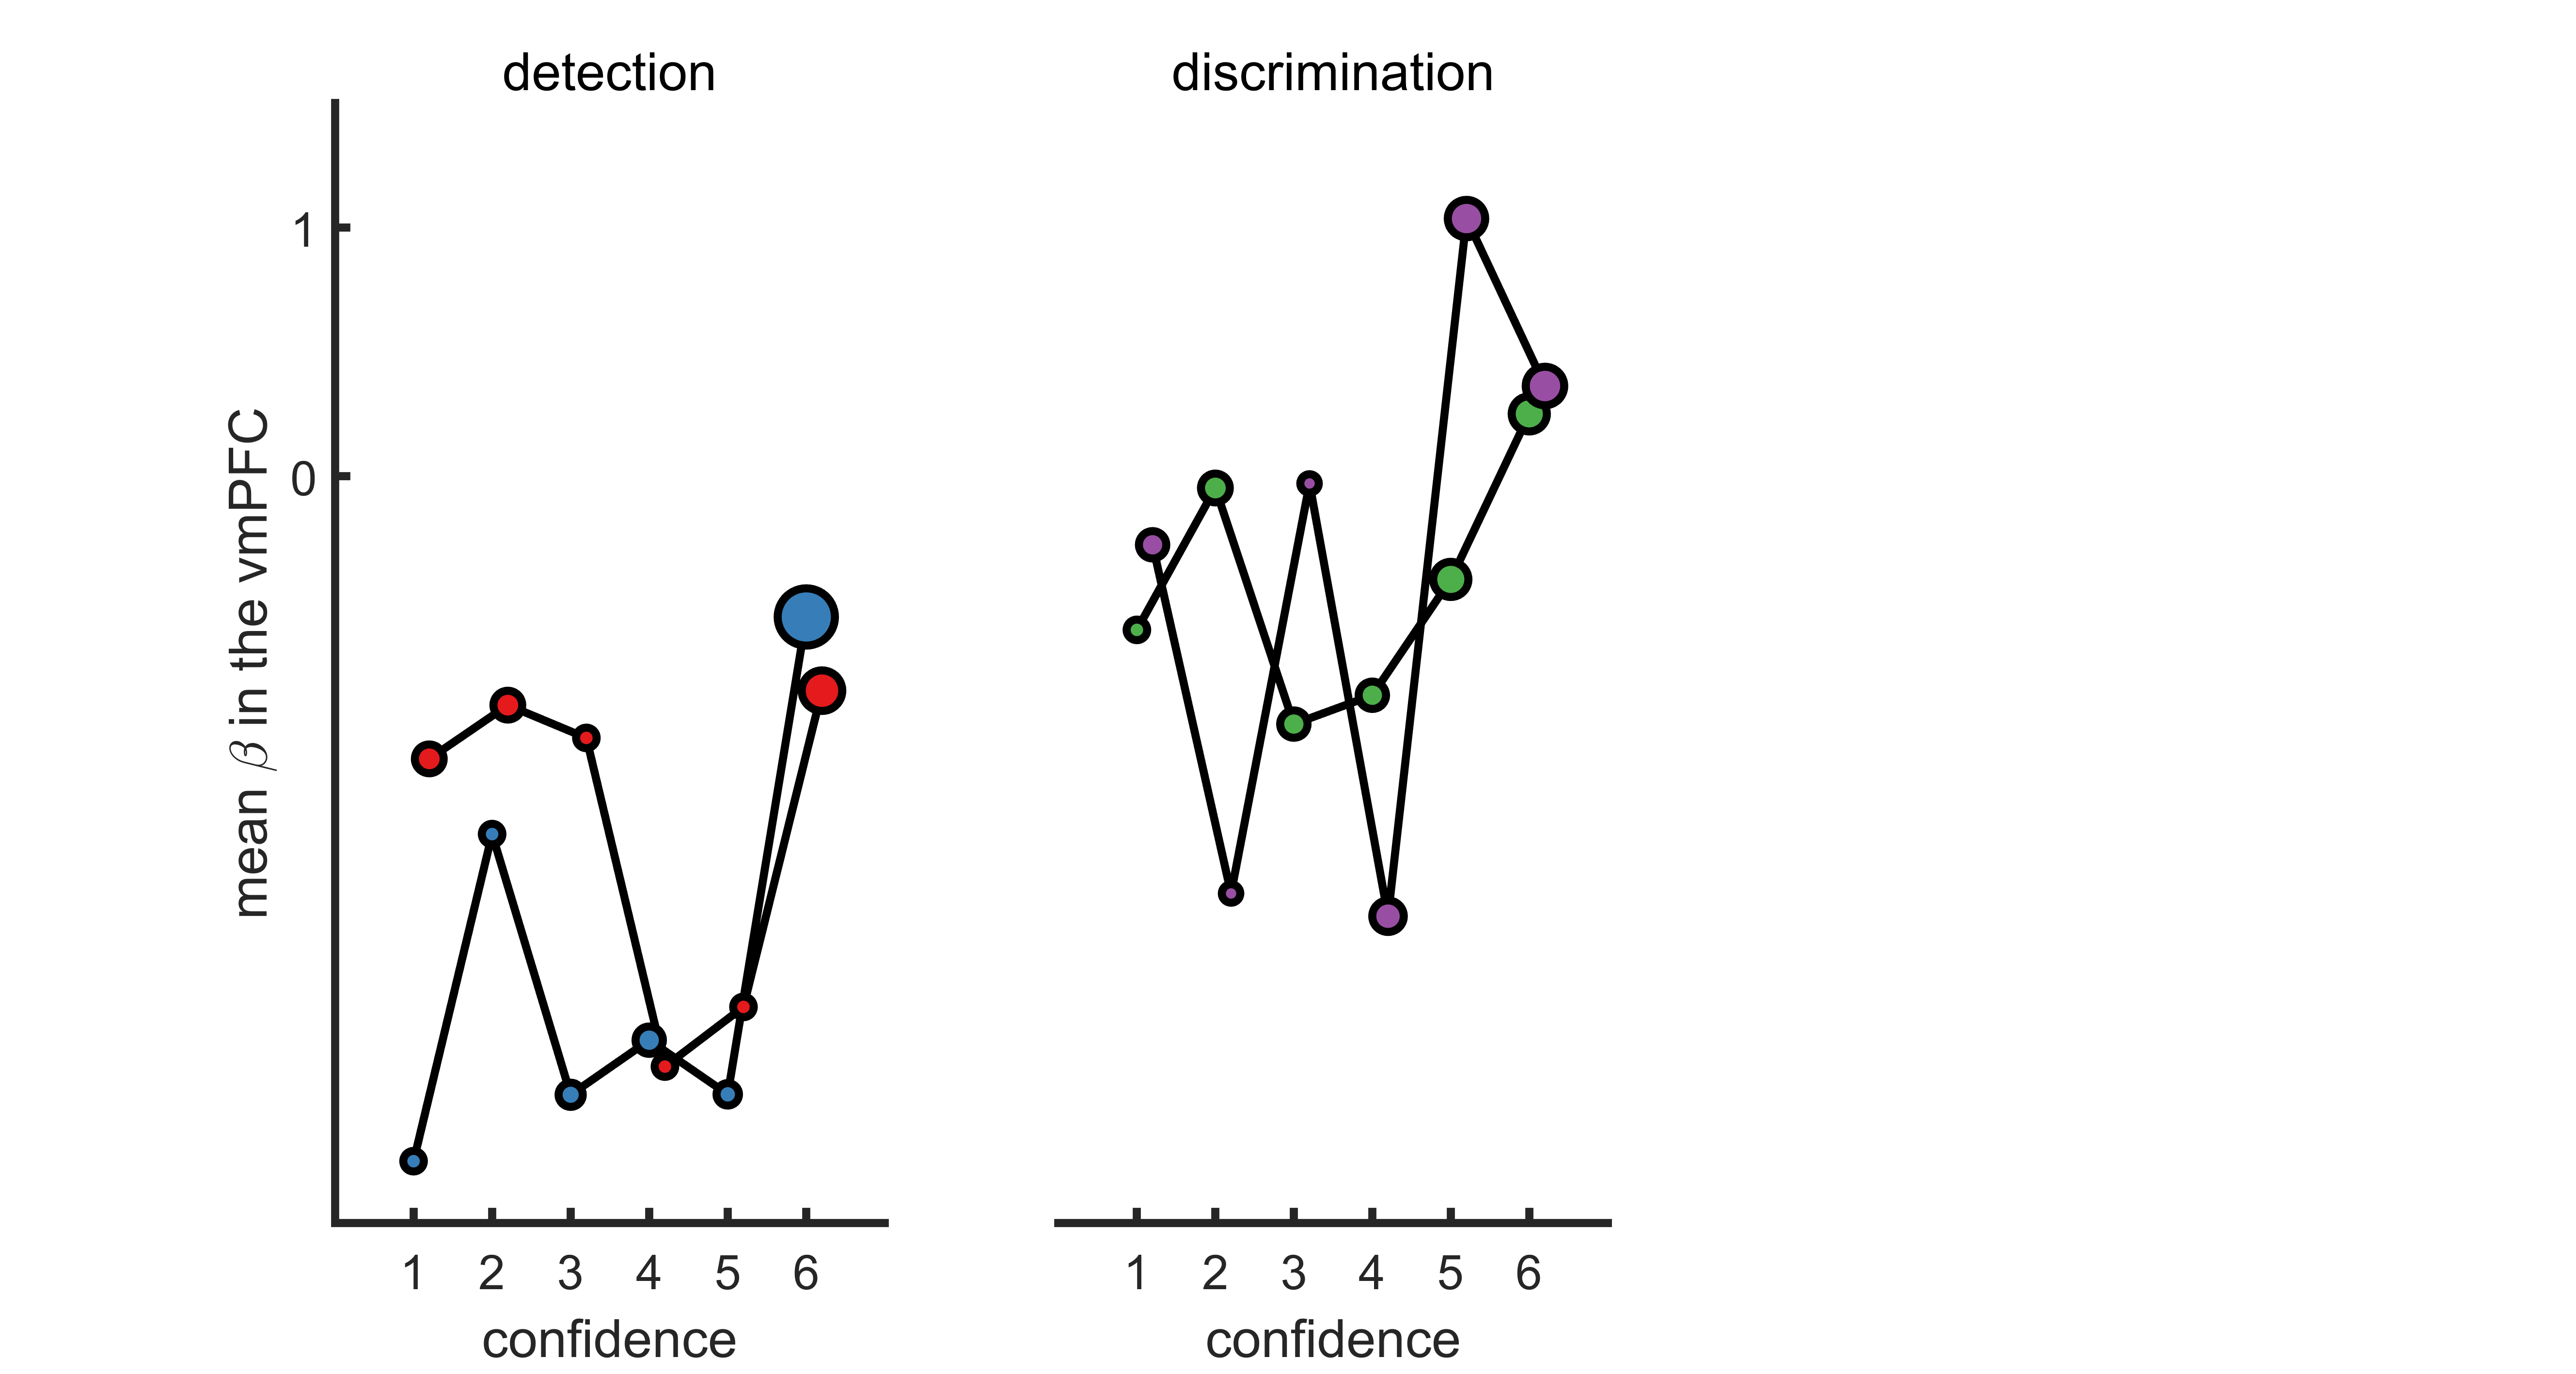 detection
discrimination
1
0
mean β in the vmPFC
1 2 3 4 5 6
1 2 3 4 5 6
confidence
confidence